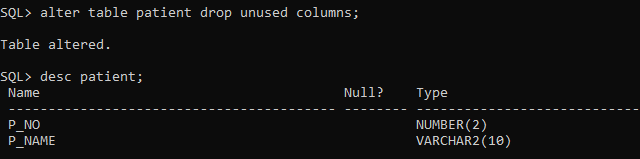 SQL> alter table patient drop unused columns;
Table altered.
SQL> desc patient;
Name Null? Type
----------------------------------------- -------- ----------------------------
P_NO NUMBER(2)
P_NAME VARCHAR2(10)